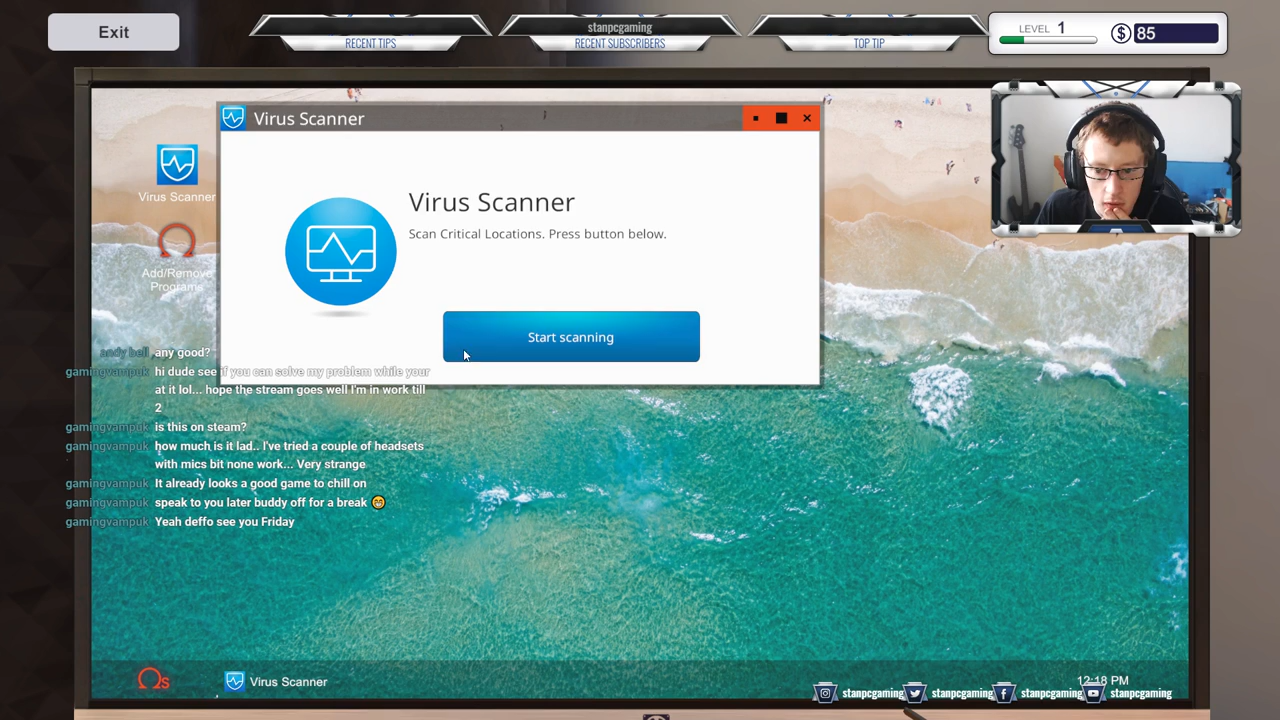 Exit
RECENT TIPS
stanpcgaming
RECENT SUBSCRIBERS
TOP TIP
LEVEL 1
$ 85
Virus Scanner
Virus Scanner
Add/Remove
Programs
Virus Scanner
Scan Critical Locations. Press button below.
Start scanning
andy bell any good?
gamingvampuk hi dude see if you can solve my problem while your
at it lol... hope the stream goes well I'm in work till
2
gamingvampuk is this on steam?
gamingvampuk how much is it lad.. I've tried a couple of headsets
with mics bit none work... Very strange
gamingvampuk It already looks a good game to chill on
gamingvampuk speak to you later buddy off for a break 😁
gamingvampuk Yeah deffo see you Friday
Ωs
Virus Scanner
12:18 PM
stanpcgaming stanpcgaming stanpcgaming stanpcgaming